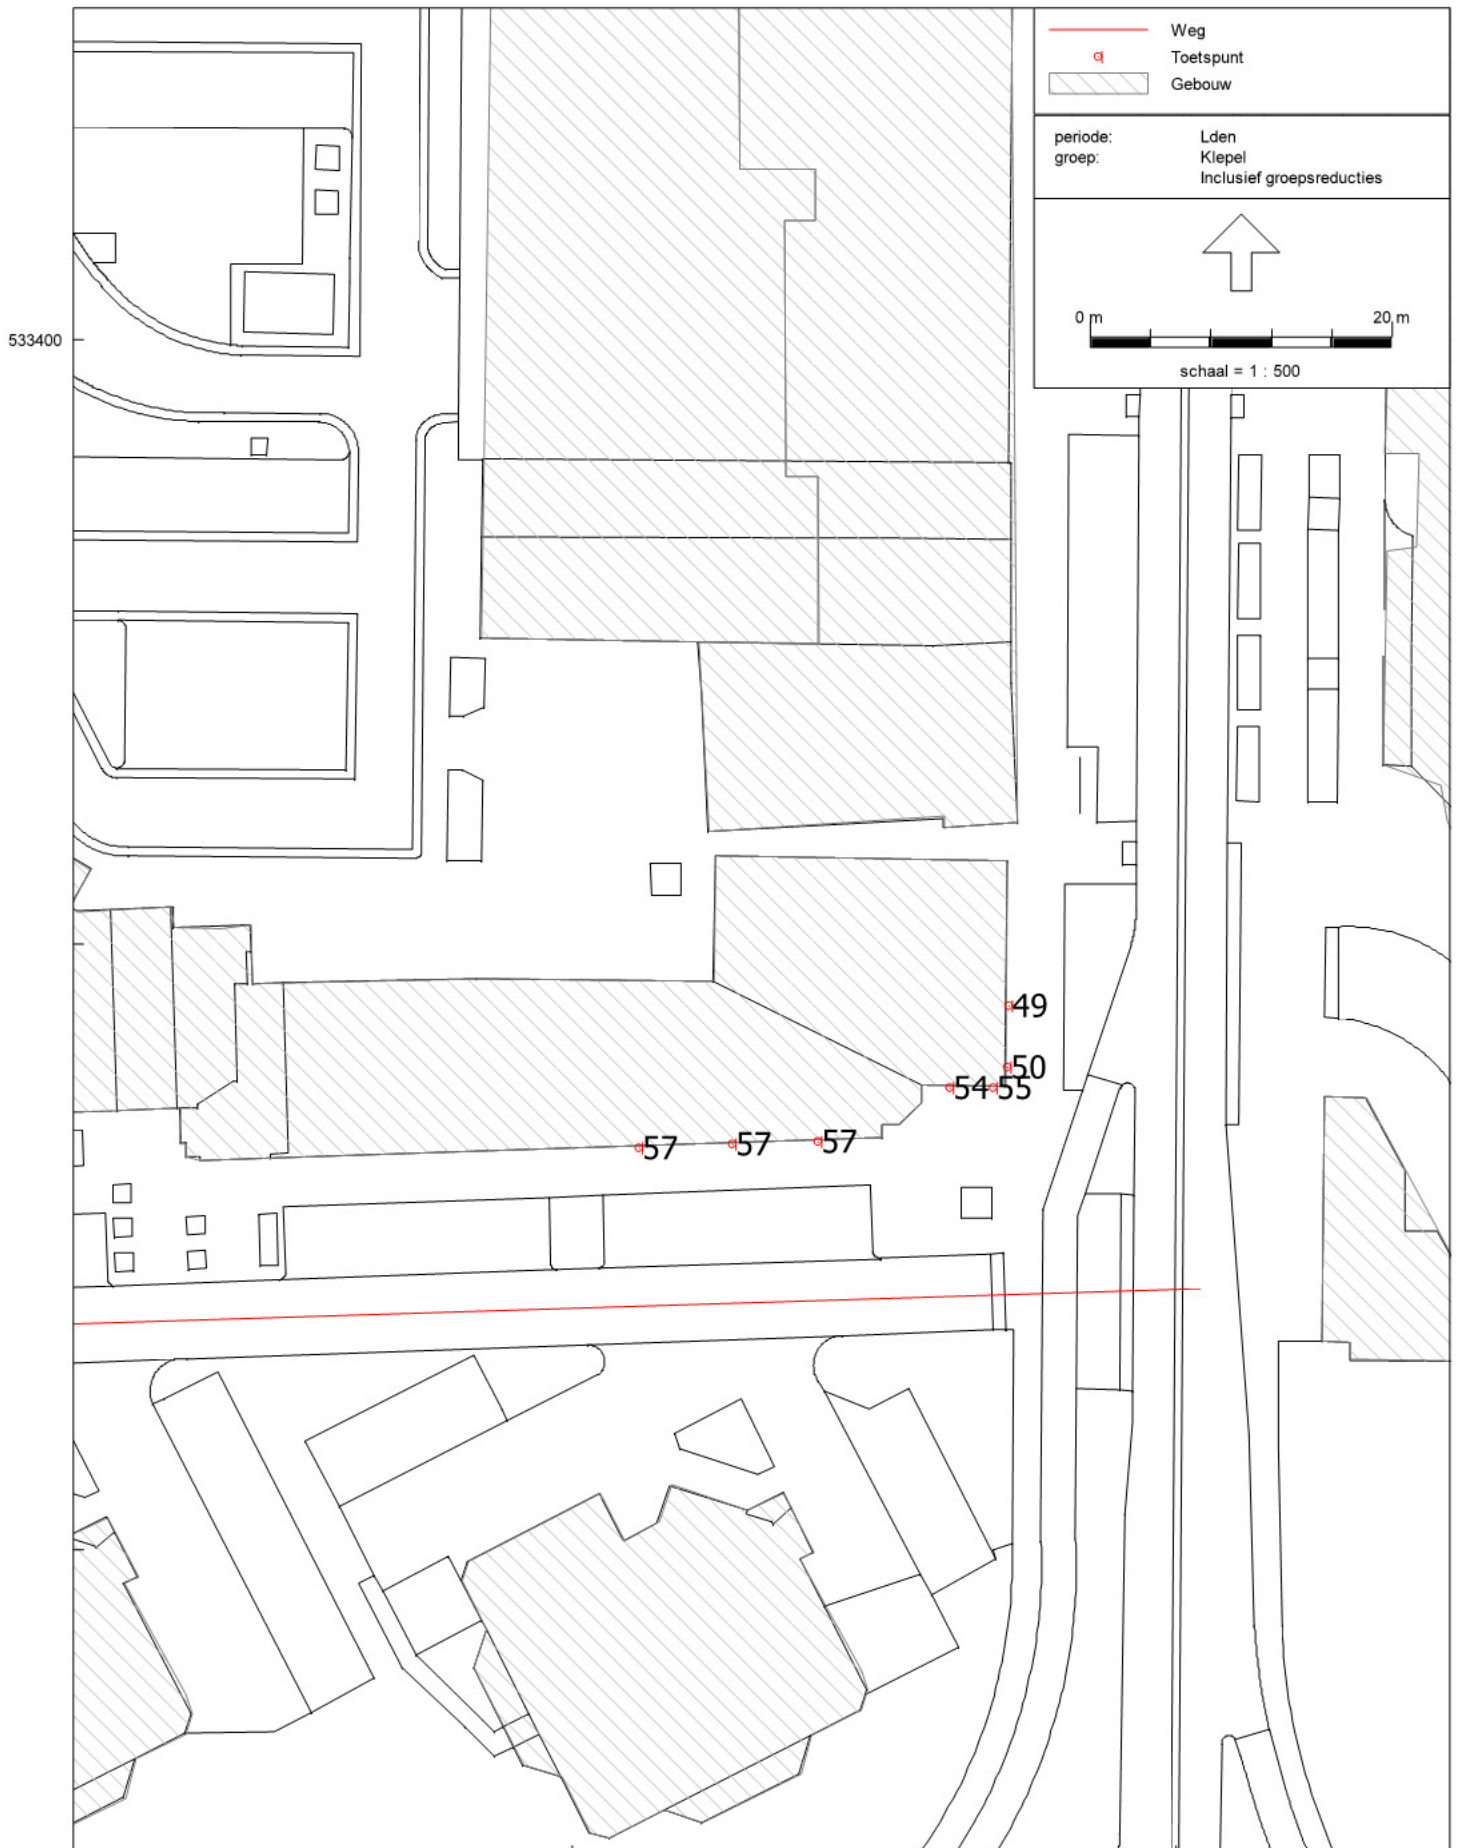 Weg
Toetspunt
Gebouw
periode: Lden
groep: Klepel
Inclusief groepsreducties
0 m 20 m
schaal = 1 : 500
533400
49
50
54 55
57 57 57